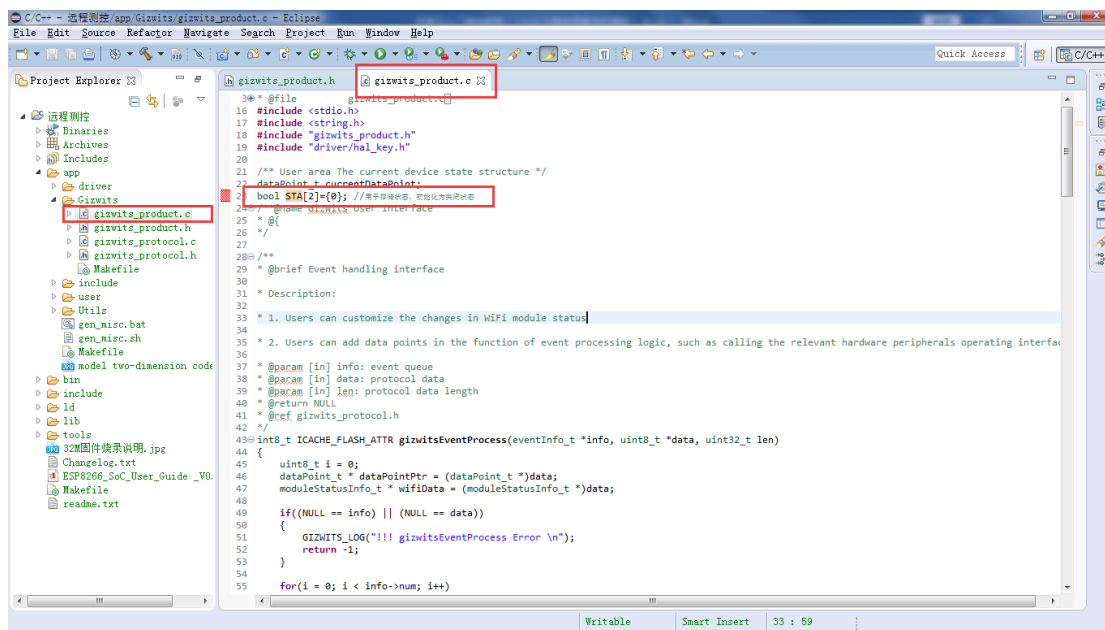 C/C++ - 远程测控/app/Gizwits/gizwits_product.c - Eclipse
File Edit Source Refactor Navigate Search Project Run Window Help
Quick Access
C/C++
Project Explorer
远程测控
Binaries
Archives
Includes
app
driver
Gizwits
gizwits_product.c
gizwits_product.h
gizwits_protocol.c
gizwits_protocol.h
Makefile
include
user
Utils
gen_misc.bat
gen_misc.sh
Makefile
model two-dimension code
bin
include
ld
lib
tools
32M固件烧录说明.jpg
Changelog.txt
ESP8266_SoC_User_Guide _V0.
Makefile
readme.txt
gizwits_product.h
gizwits_product.c
3 * @file gizwits_product.c
16 #include <stdio.h>
17 #include <string.h>
18 #include "gizwits_product.h"
19 #include "driver/hal_key.h"
20
21 /** User area The current device state structure */
22 dataPoint_t currentDataPoint;
23 bool STA[2]={0}; //用于存储状态，初始化为关闭状态
24 /**@name Gizwits User Interface
25 * @{
26 */
27
28 /**
29 * @brief Event handling interface
30
31 * Description:
32
33 * 1. Users can customize the changes in WiFi module status
34
35 * 2. Users can add data points in the function of event processing logic, such as calling the relevant hardware peripherals operating interfac
36
37 * @param [in] info: event queue
38 * @param [in] data: protocol data
39 * @param [in] len: protocol data length
40 * @return NULL
41 * @ref gizwits_protocol.h
42 */
43 int8_t ICACHE_FLASH_ATTR gizwitsEventProcess(eventInfo_t *info, uint8_t *data, uint32_t len)
44 {
45 uint8_t i = 0;
46 dataPoint_t * dataPointPtr = (dataPoint_t *)data;
47 moduleStatusInfo_t * wifiData = (moduleStatusInfo_t *)data;
48
49 if((NULL == info) || (NULL == data))
50 {
51 GIZWITS_LOG("!!! gizwitsEventProcess Error \n");
52 return -1;
53 }
54
55 for(i = 0; i < info->num; i++)
Writable Smart Insert 33 : 59